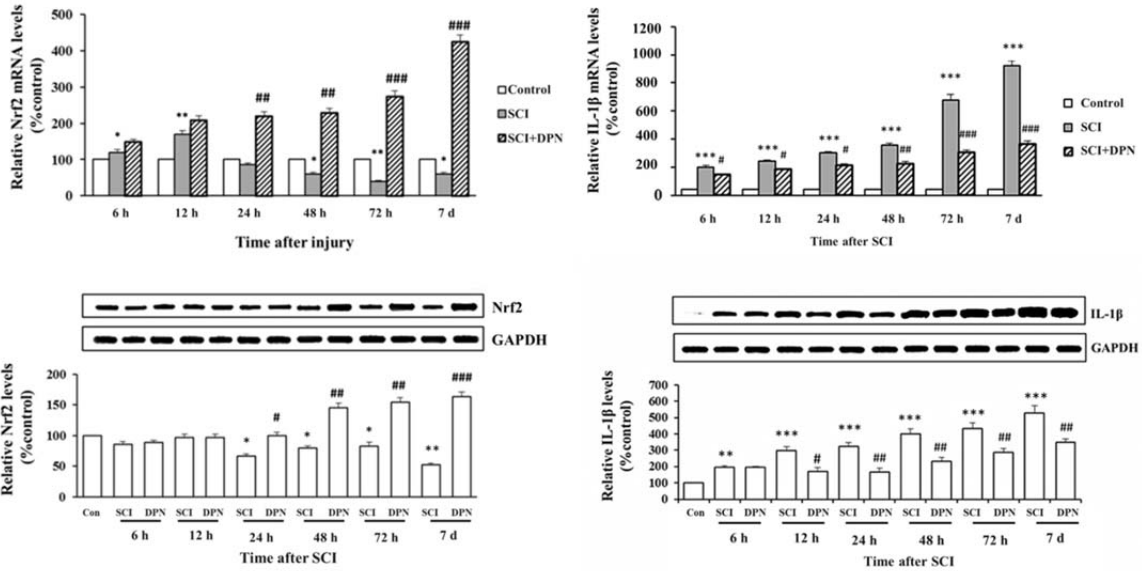 Relative Nrf2 mRNA levels
(%control)
500
400
300
200
100
0
* ** ## * ## ** ### * ###
6 h 12 h 24 h 48 h 72 h 7 d
Time after injury
Control
SCI
SCI+DPN
Relative IL-1β mRNA levels
(%control)
1200
1000
800
600
400
200
0
*** # *** # *** # *** ## *** ### *** ###
6 h 12 h 24 h 48 h 72 h 7 d
Time after SCI
Control
SCI
SCI+DPN
Nrf2
GAPDH
Relative Nrf2 levels
(%control)
200
150
100
50
0
* # * ## * ## ** ###
Con SCI DPN SCI DPN SCI DPN SCI DPN SCI DPN SCI DPN
6 h 12 h 24 h 48 h 72 h 7 d
Time after SCI
IL-1β
GAPDH
Relative IL-1β levels
(%control)
700
600
500
400
300
200
100
0
** *** # *** ## *** ## *** ## *** ##
Con SCI DPN SCI DPN SCI DPN SCI DPN SCI DPN SCI DPN
6 h 12 h 24 h 48 h 72 h 7 d
Time after SCI